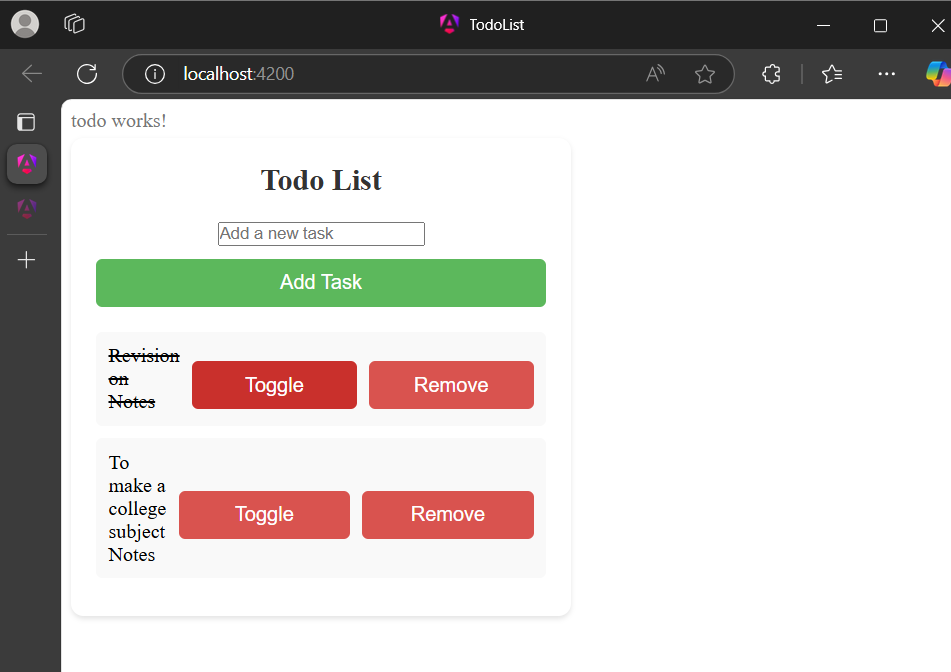 TodoList
localhost:4200
todo works!
Todo List
Add a new task
Add Task
Revision
on
Notes
Toggle
Remove
To
make a
college
subject
Notes
Toggle
Remove